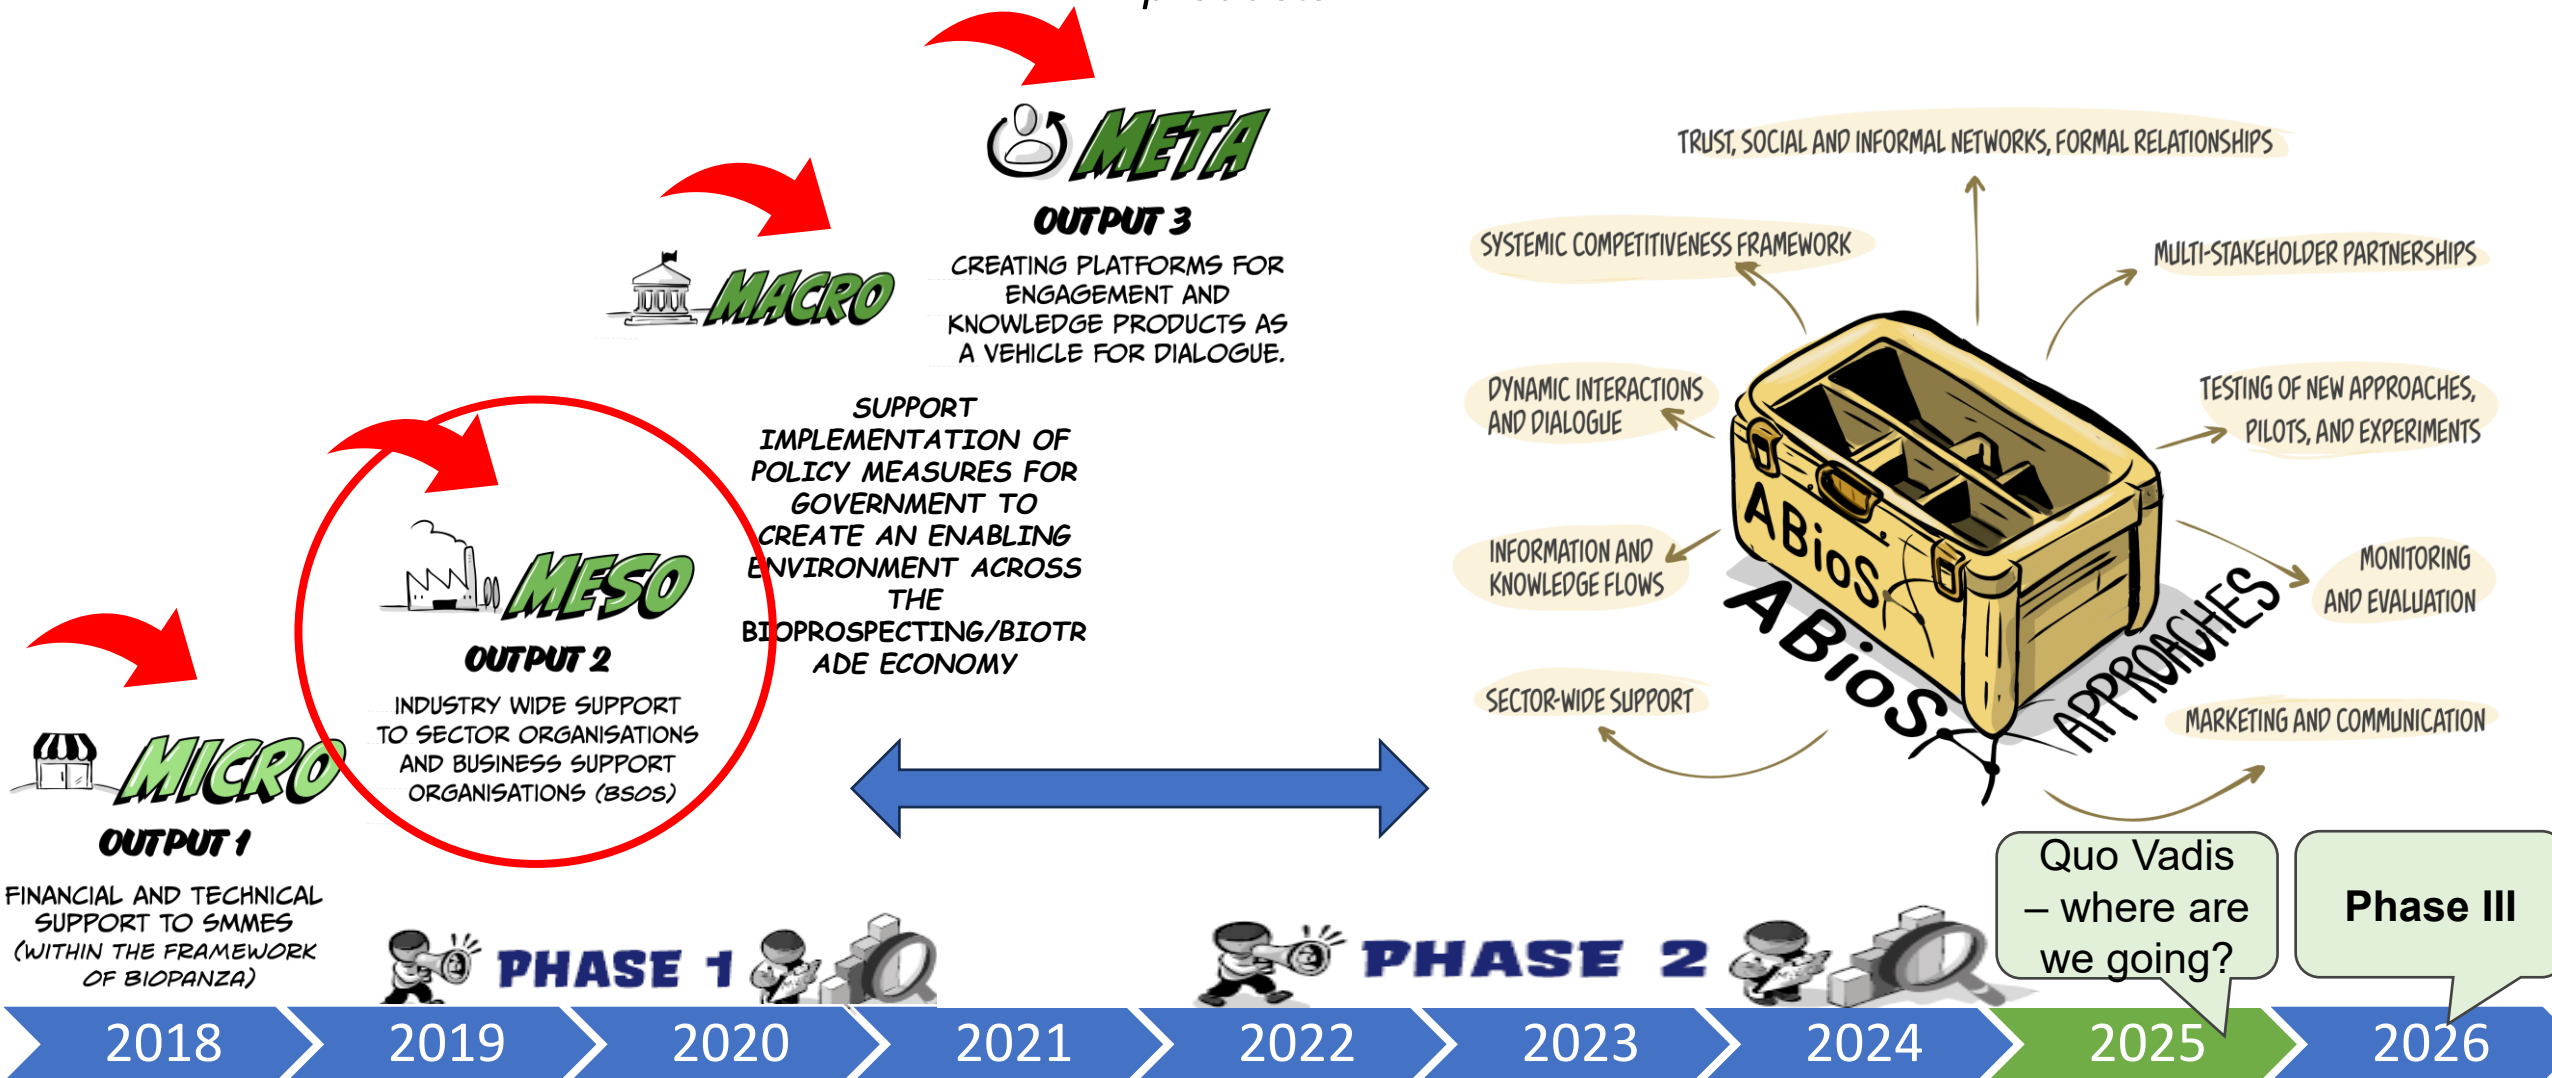 META
OUTPUT 3
CREATING PLATFORMS FOR
ENGAGEMENT AND
KNOWLEDGE PRODUCTS AS
A VEHICLE FOR DIALOGUE.
MACRO
SUPPORT
IMPLEMENTATION OF
POLICY MEASURES FOR
GOVERNMENT TO
CREATE AN ENABLING
ENVIRONMENT ACROSS
THE
BIOPROSPECTING/BIOTR
ADE ECONOMY
MESO
OUTPUT 2
INDUSTRY WIDE SUPPORT
TO SECTOR ORGANISATIONS
AND BUSINESS SUPPORT
ORGANISATIONS (BSOS)
MICRO
OUTPUT 1
FINANCIAL AND TECHNICAL
SUPPORT TO SMMES
(WITHIN THE FRAMEWORK
OF BIOPANZA)
TRUST, SOCIAL AND INFORMAL NETWORKS, FORMAL RELATIONSHIPS
SYSTEMIC COMPETITIVENESS FRAMEWORK
MULTI-STAKEHOLDER PARTNERSHIPS
DYNAMIC INTERACTIONS
AND DIALOGUE
TESTING OF NEW APPROACHES,
PILOTS, AND EXPERIMENTS
INFORMATION AND
KNOWLEDGE FLOWS
MONITORING
AND EVALUATION
SECTOR-WIDE SUPPORT
MARKETING AND COMMUNICATION
ABioS
ABioS
APPROACHES
PHASE 1
PHASE 2
Quo Vadis
– where are
we going?
Phase III
2018
2019
2020
2021
2022
2023
2024
2025
2026